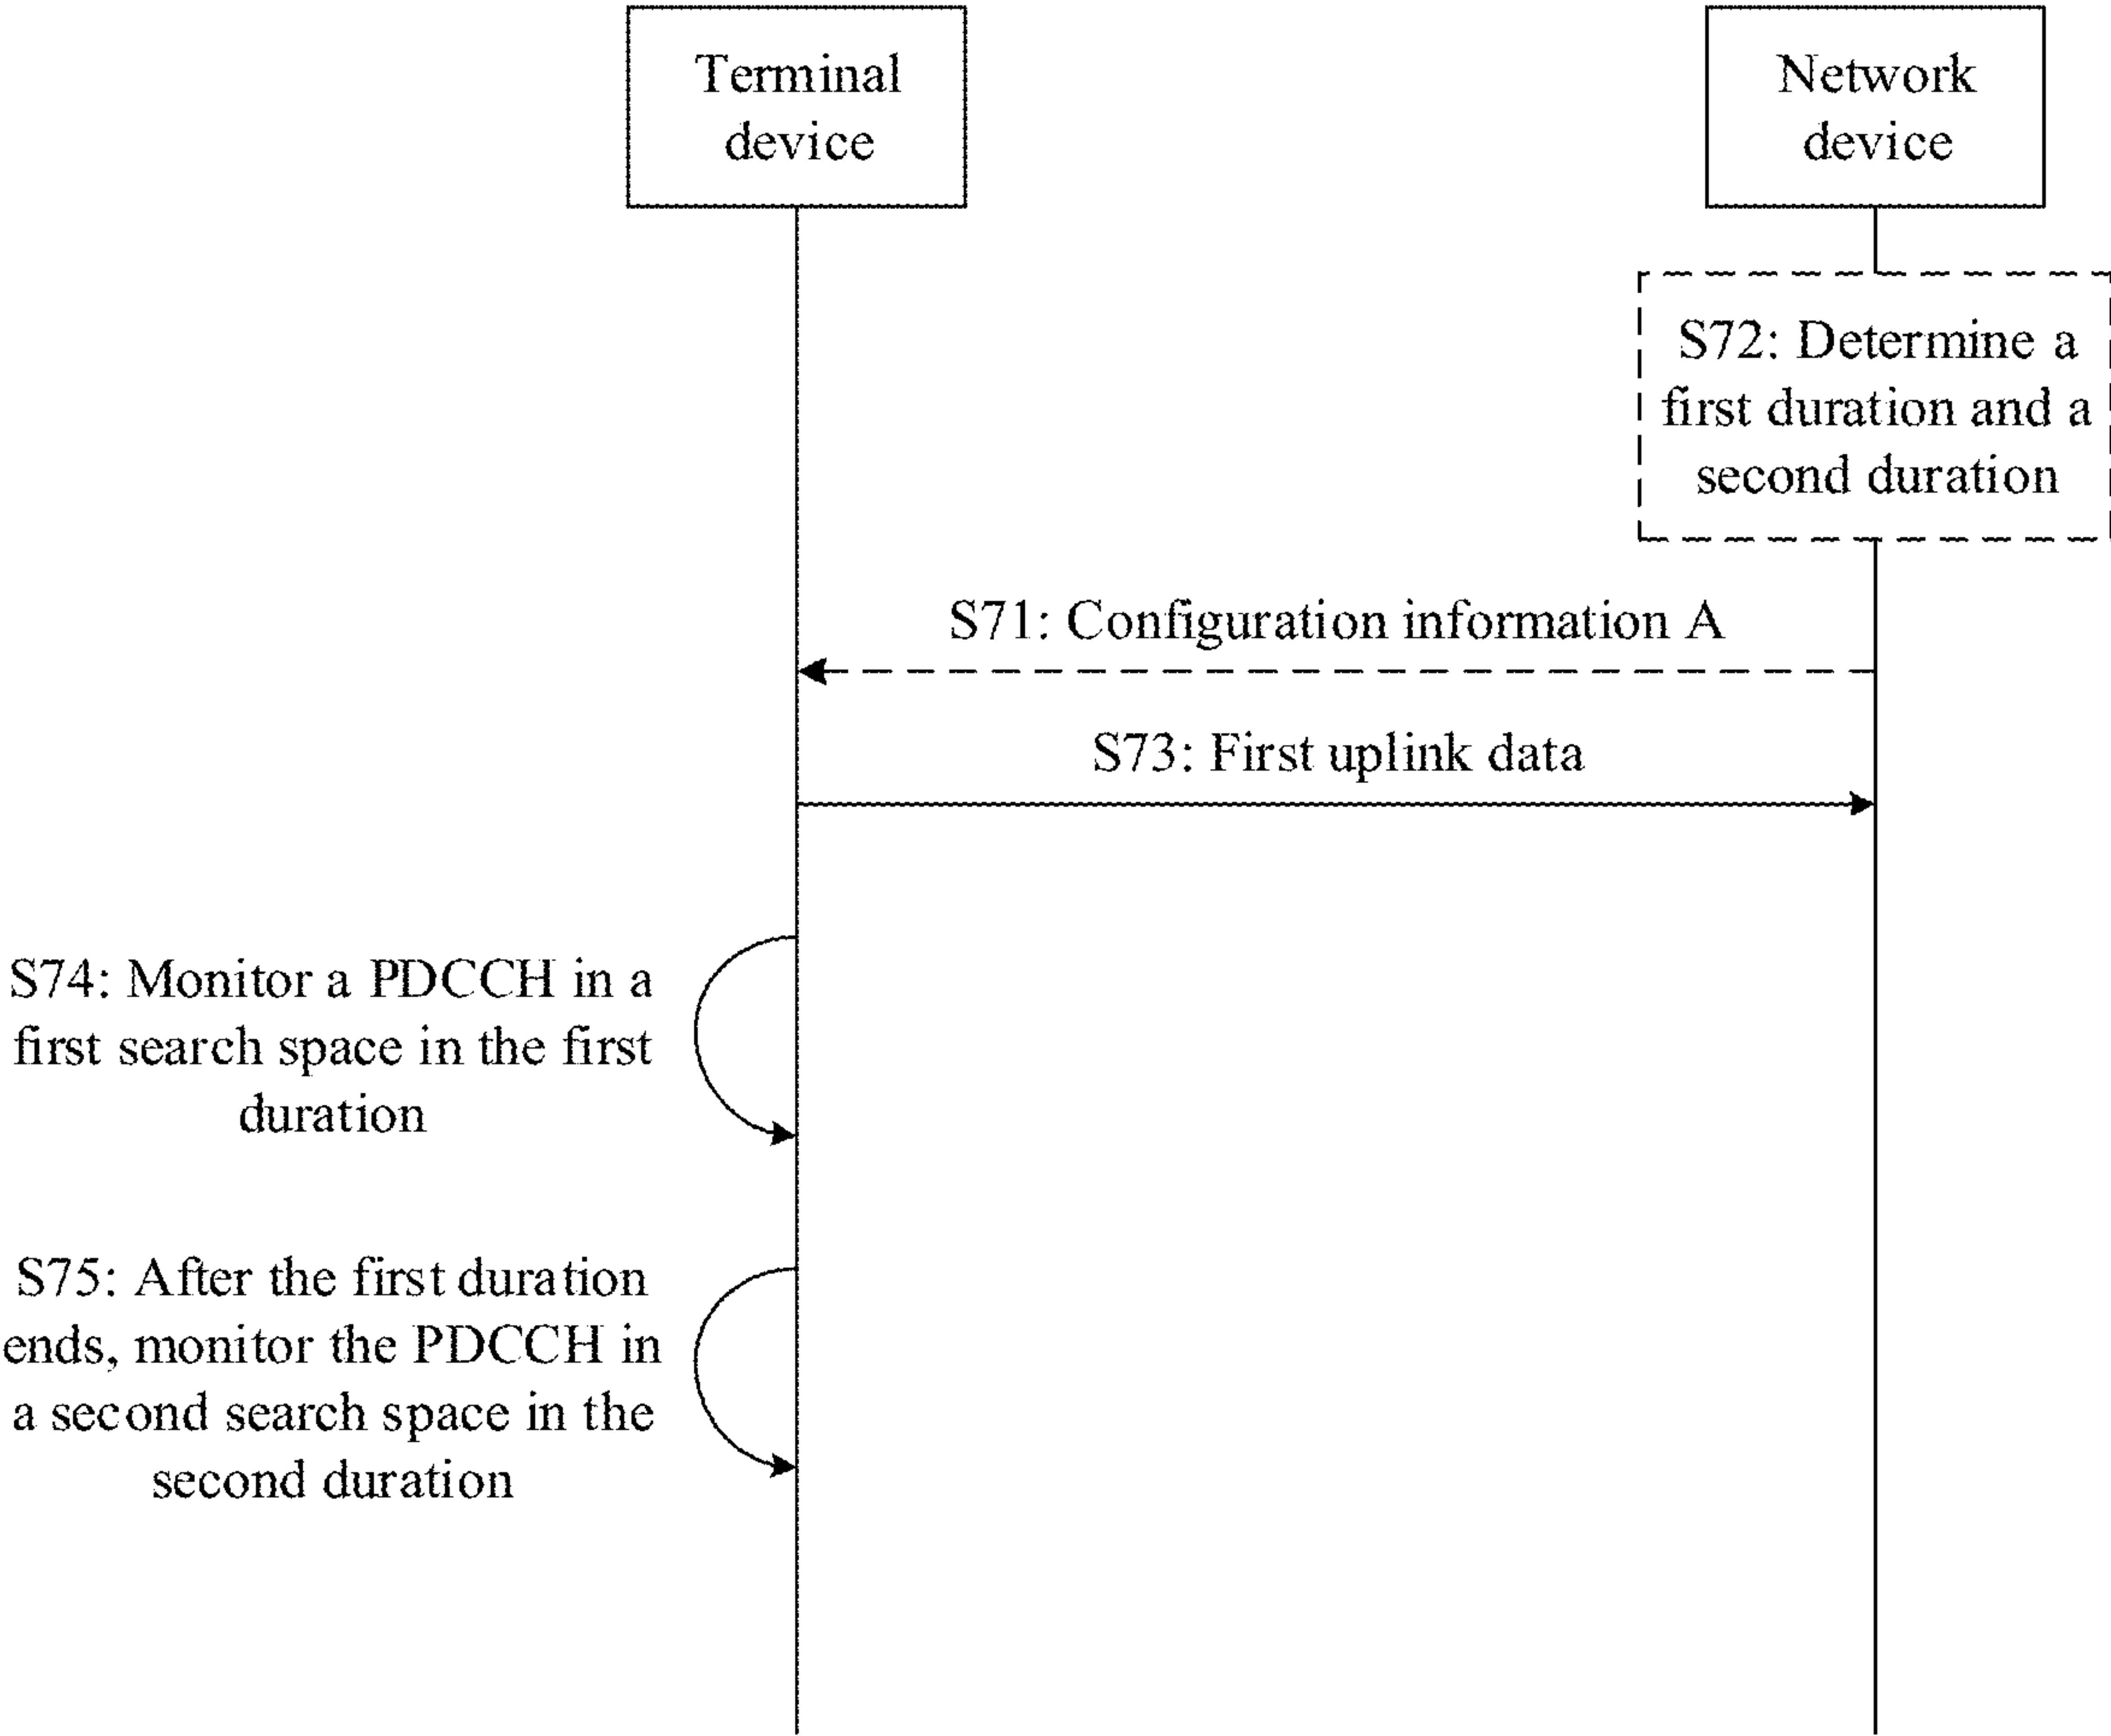 Terminal
device
Network
device
S72: Determine a
first duration and a
second duration
S71: Configuration information A
S73: First uplink data
S74: Monitor a PDCCH in a
first search space in the first
duration
S75: After the first duration
ends, monitor the PDCCH in
a second search space in the
second duration